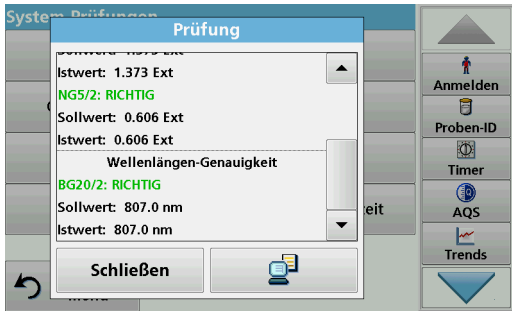 System Prüfungen
Prüfung
Istwert: 1.373 Ext
NG5/2: RICHTIG
Sollwert: 0.606 Ext
Istwert: 0.606 Ext
Wellenlängen-Genauigkeit
BG20/2: RICHTIG
Sollwert: 807.0 nm
Istwert: 807.0 nm
Schließen
Anmelden
Proben-ID
Timer
AQS
Trends